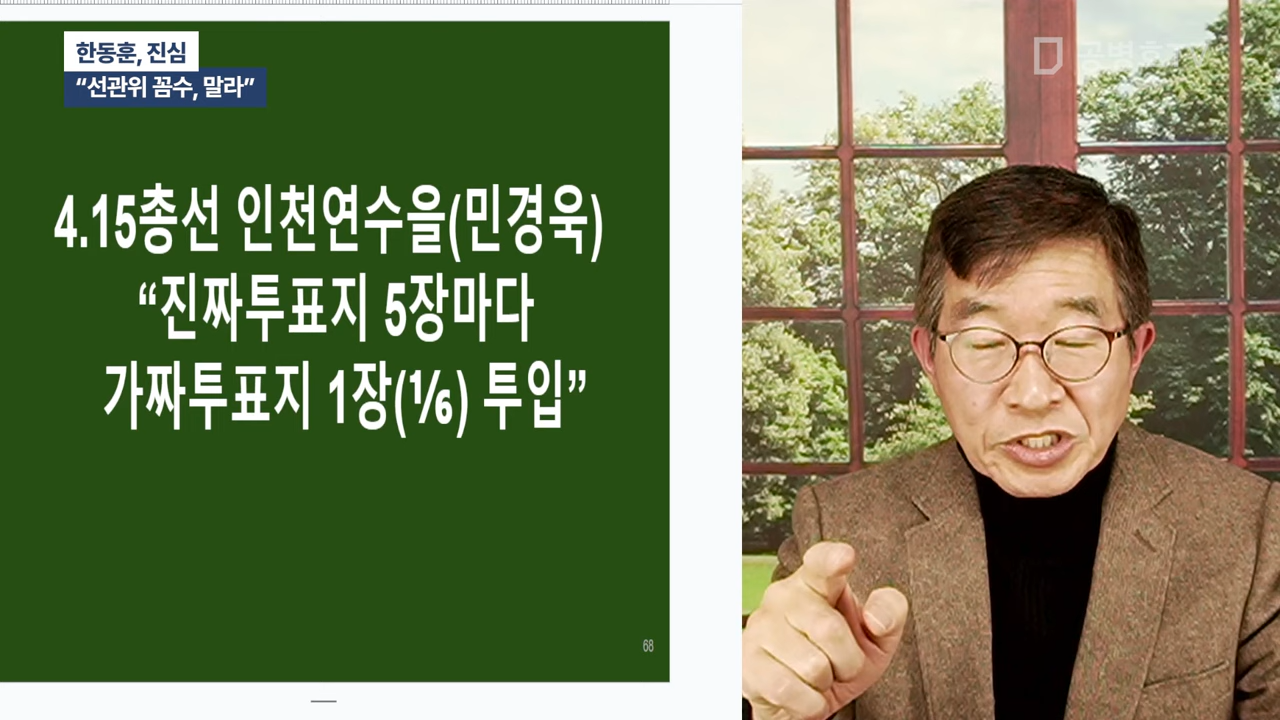 한동훈, 진심
“선관위 꼼수, 말라”
4.15총선 인천연수을(민경욱)
“진짜투표지 5장마다
가짜투표지 1장(⅙) 투입”
68